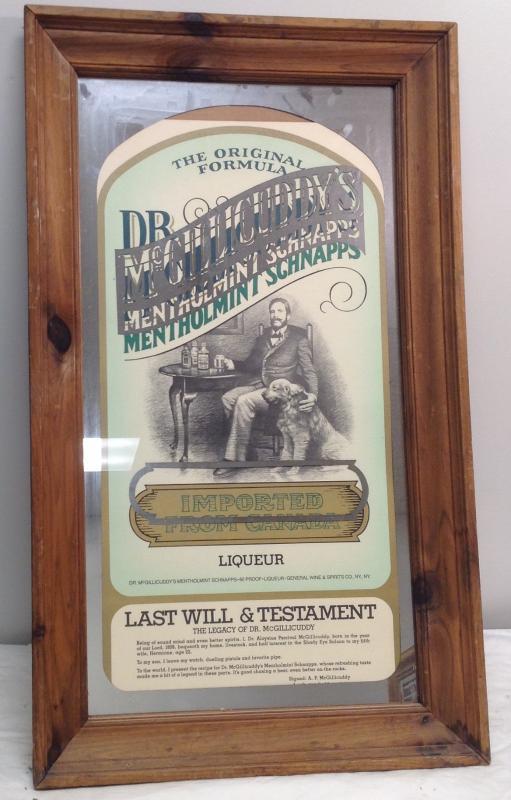 THE ORIGINAL
FORMULA
DR
McGILLICUDDY'S
MENTHOLMINT SCHNAPPS
MENTHOLMINT SCHNAPPS
IMPORTED
FROM CANADA
LIQUEUR
DR. McGILLICUDDY'S MENTHOLMINT SCHNAPPS•60 PROOF•LIQUEUR•GENERAL WINE & SPIRITS CO., NY, NY.
LAST WILL & TESTAMENT
THE LEGACY OF DR. McGILLICUDDY
Being of sound mind and even better spirits, I, Dr. Aloysius Percival McGillicuddy, born in the year
of our Lord, 1808, bequeath my home, livestock, and half interest in the Shady Eye Saloon to my fifth
wife, Hermione, age 22.
To my son, I leave my watch, dueling pistols and favorite pipe.
To the world, I present the recipe for Dr. McGillicuddy's Mentholmint Schnapps, whose refreshing taste
made me a bit of a legend in these parts. It's good chasing a beer, even better on the rocks.
Signed: A. P. McGillicuddy